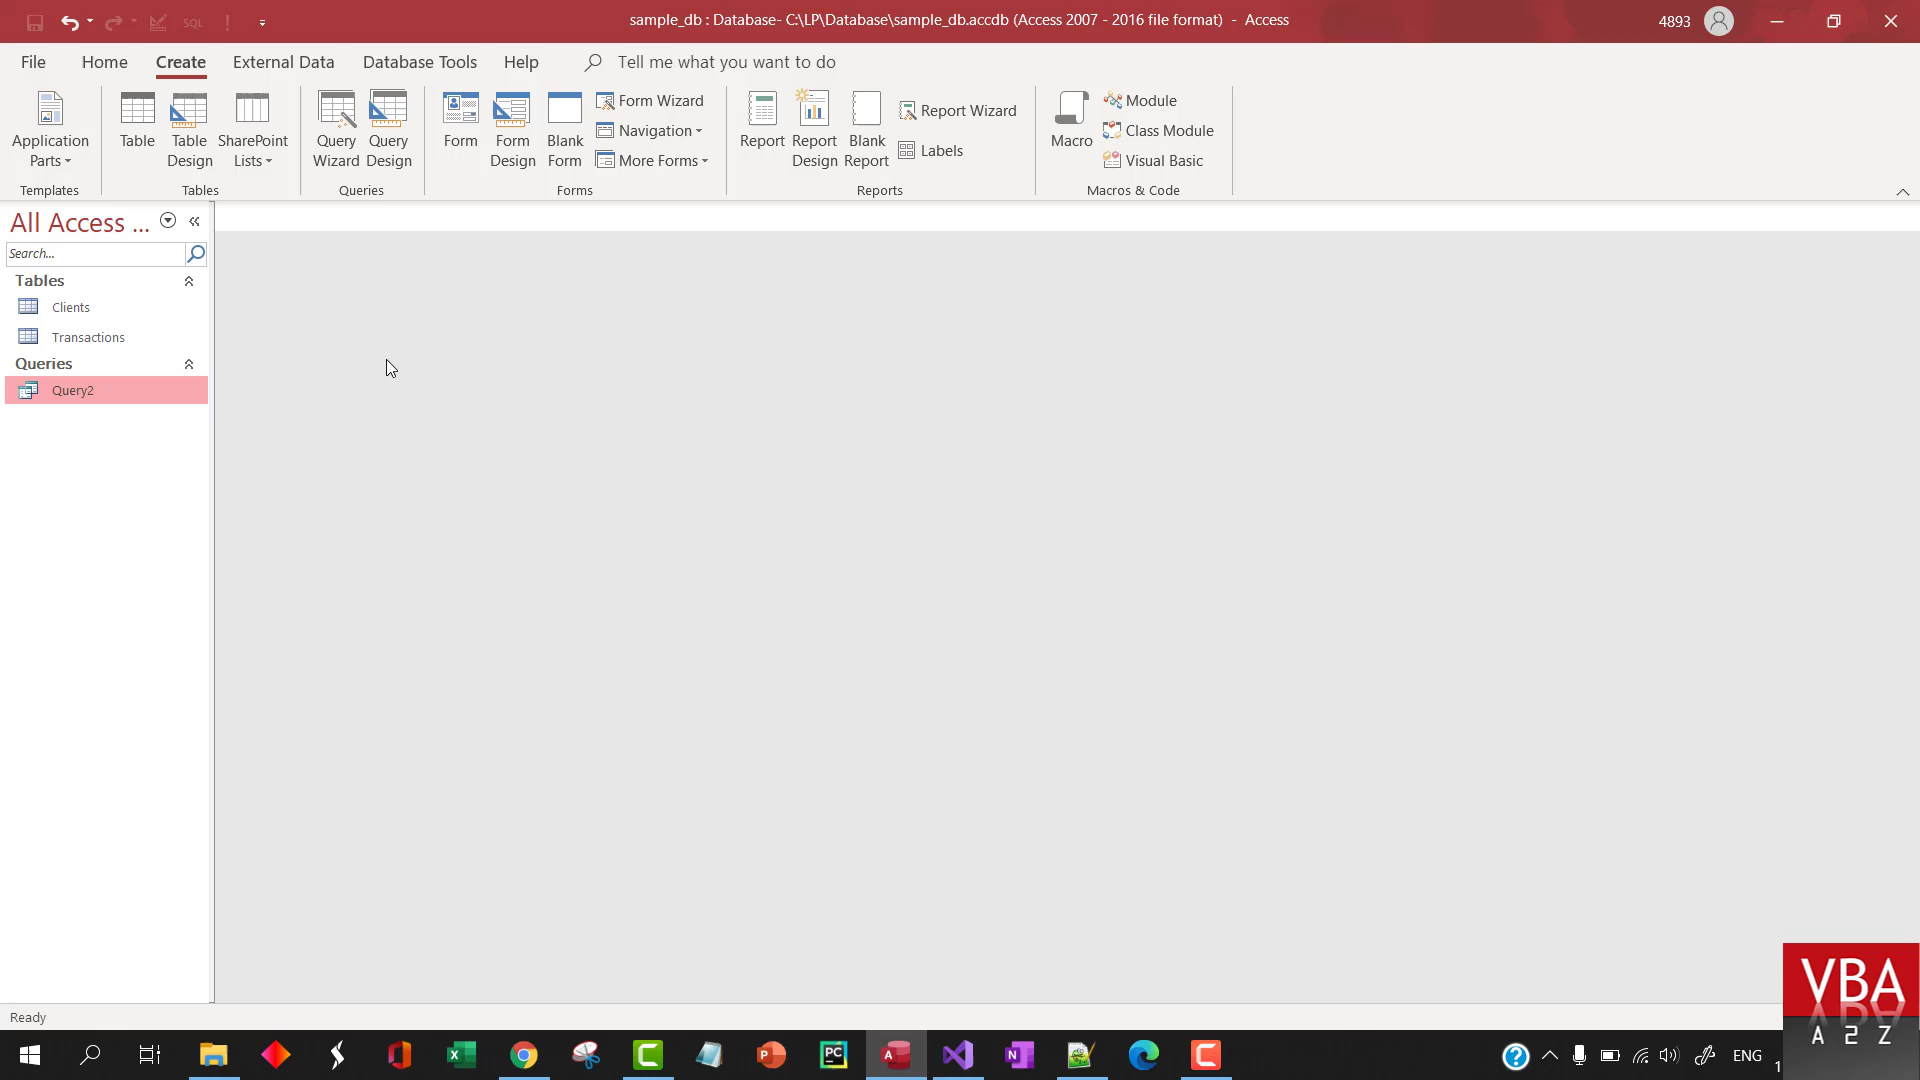 sample_db : Database- C:\LP\Database\sample_db.accdb (Access 2007 - 2016 file format) - Access
4893
SQL
File Home Create External Data Database Tools Help Tell me what you want to do
Application Parts
Table
Table Design
SharePoint Lists
Query Wizard
Query Design
Form
Form Design
Blank Form
Form Wizard
Navigation
More Forms
Report
Report Design
Blank Report
Report Wizard
Labels
Macro
Module
Class Module
Visual Basic
Templates Tables Queries Forms Reports Macros & Code
All Access ...
Search...
Tables
Clients
Transactions
Queries
Query2
Ready
VBA
A 2 Z
ENG